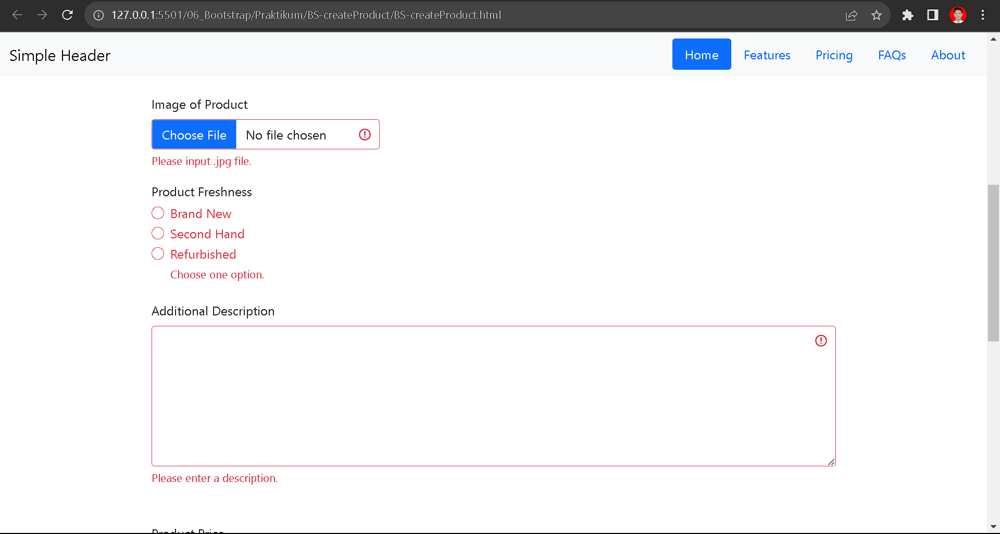 127.0.0.1:5501/06_Bootstrap/Praktikum/BS-createProduct/BS-createProduct.html
Simple Header
Home Features Pricing FAQs About
Image of Product
Choose File No file chosen
Please input .jpg file.
Product Freshness
Brand New
Second Hand
Refurbished
Choose one option.
Additional Description
Please enter a description.
Product Price